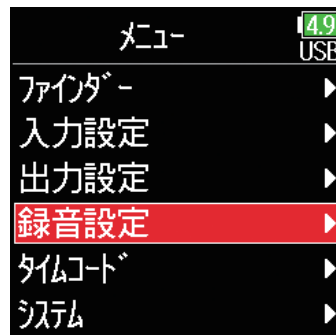 メニュー
4.9
USB
ファインダー
入力設定
出力設定
録音設定
タイムコード
システム